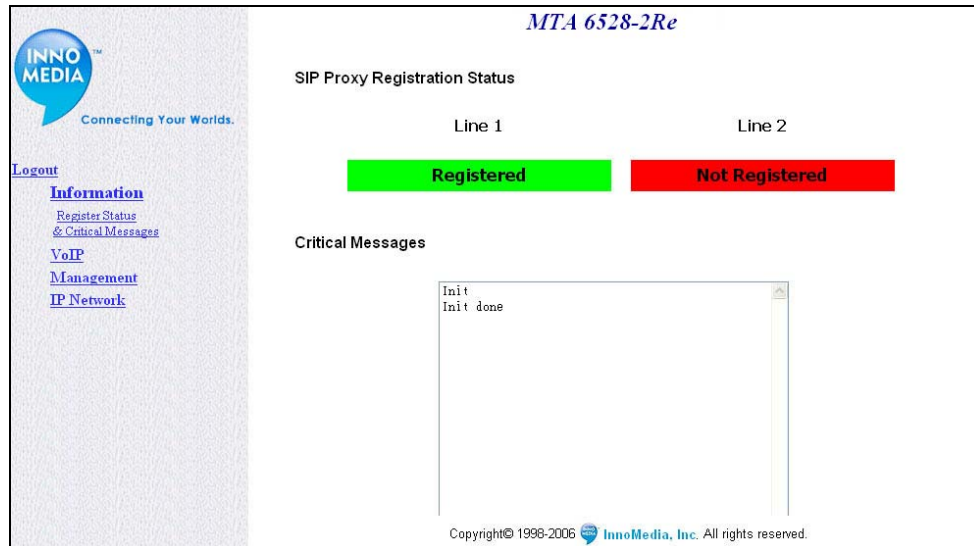 INNO MEDIA ™
Connecting Your Worlds.
Logout
Information
Register Status
& Critical Messages
VoIP
Management
IP Network
MTA 6528-2Re
SIP Proxy Registration Status
Line 1 Line 2
Registered Not Registered
Critical Messages
Init
Init done
Copyright© 1998-2006 InnoMedia, Inc. All rights reserved.